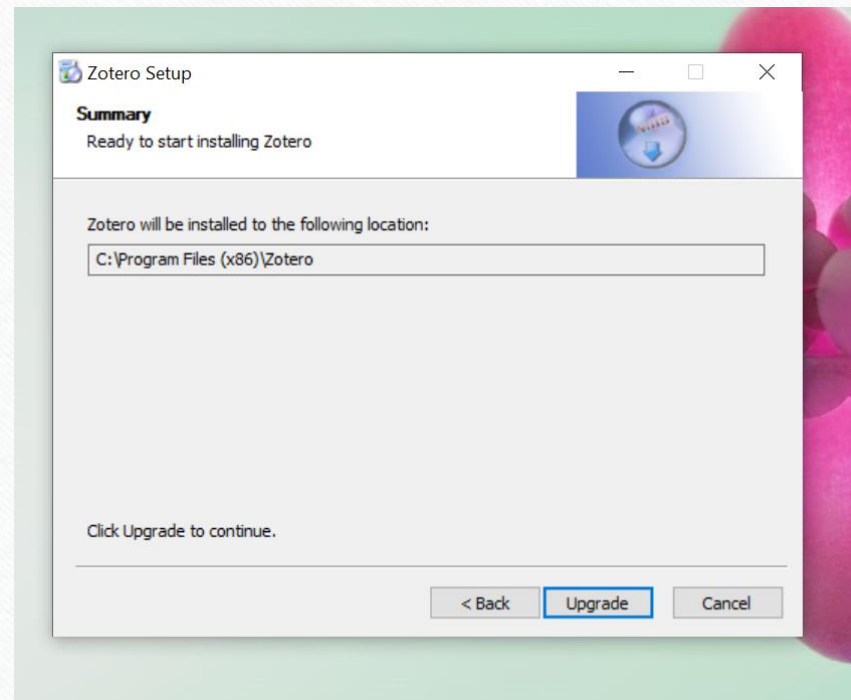 Zotero Setup
Summary
Ready to start installing Zotero
Zotero will be installed to the following location:
C:\Program Files (x86)\Zotero
Click Upgrade to continue.
< Back
Upgrade
Cancel